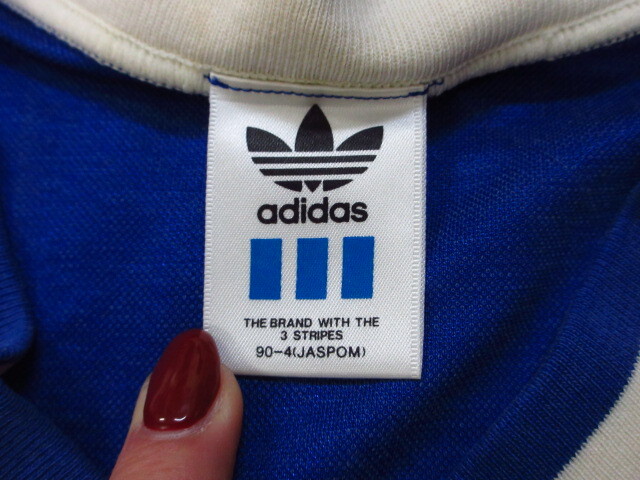 adidas
THE BRAND WITH THE
3 STRIPES
90-4(JASPOM)